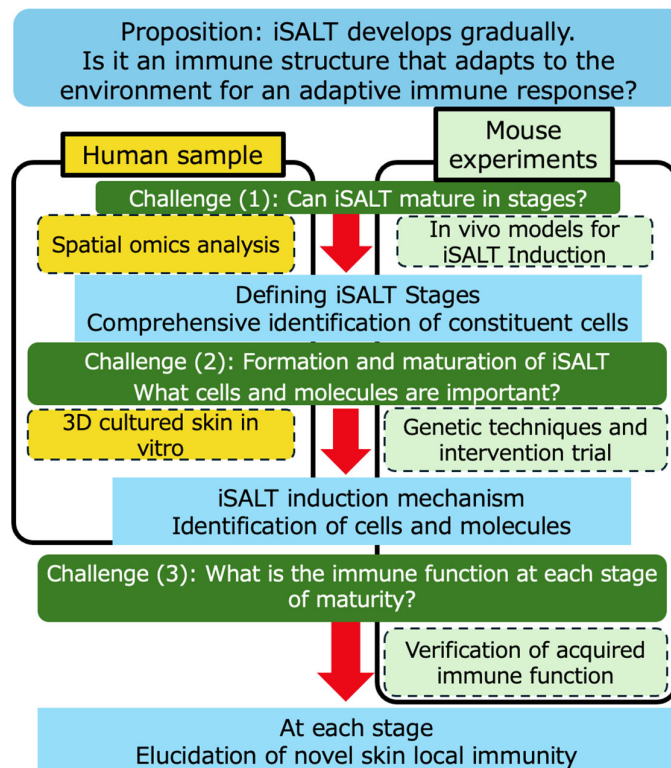 Proposition: iSALT develops gradually.
Is it an immune structure that adapts to the
environment for an adaptive immune response?
Human sample
Mouse
experiments
Challenge (1): Can iSALT mature in stages?
Spatial omics analysis
In vivo models for
iSALT Induction
Defining iSALT Stages
Comprehensive identification of constituent cells
Challenge (2): Formation and maturation of iSALT
What cells and molecules are important?
3D cultured skin in
vitro
Genetic techniques and
intervention trial
iSALT induction mechanism
Identification of cells and molecules
Challenge (3): What is the immune function at each stage
of maturity?
Verification of acquired
immune function
At each stage
Elucidation of novel skin local immunity